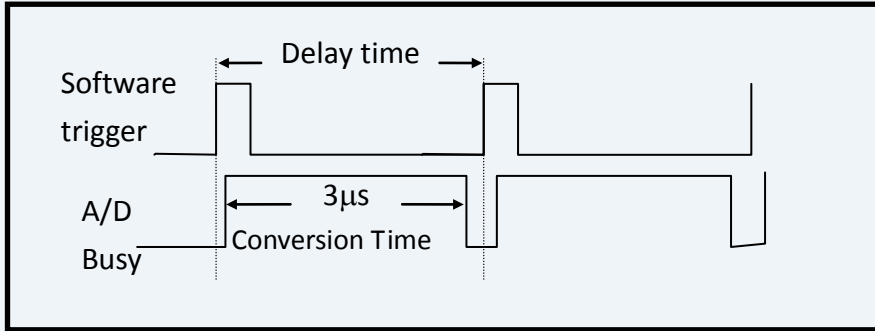 Delay time
Software
trigger
3μs
A/D
Conversion Time
Busy